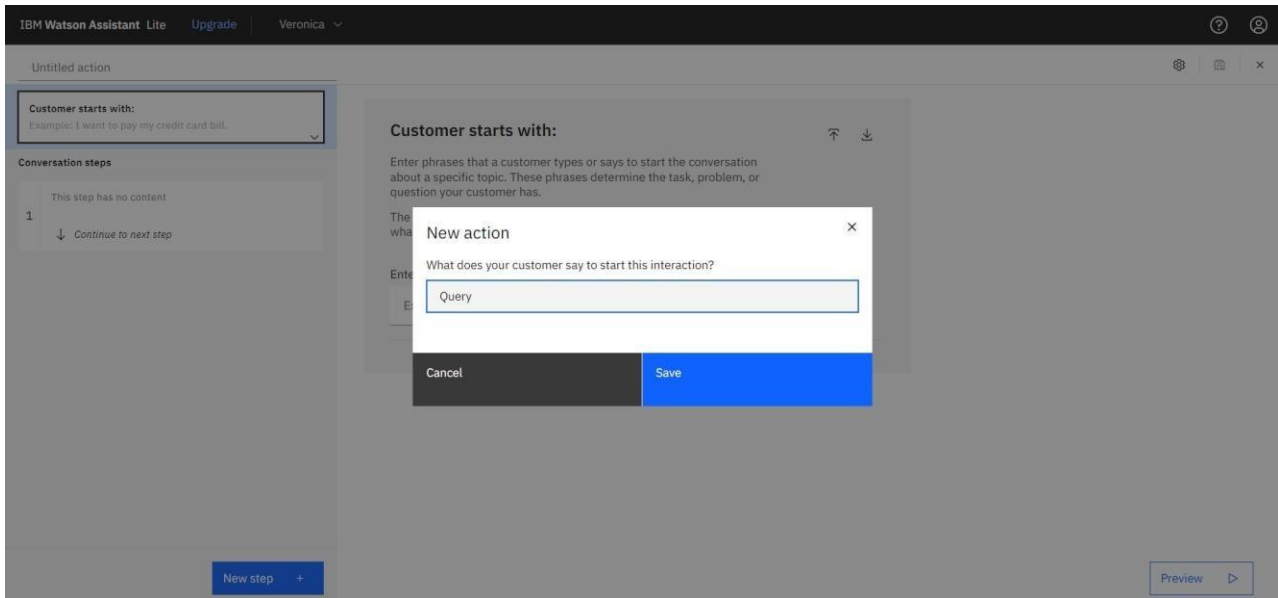 IBM Watson Assistant Lite Upgrade Veronica
Untitled action
Customer starts with:
Example: I want to pay my credit card bill.
Conversation steps
This step has no content
1
Continue to next step
New step +
Customer starts with:
Enter phrases that a customer types or says to start the conversation
about a specific topic. These phrases determine the task, problem, or
question your customer has.
The
wha
Ente
E
New action
What does your customer say to start this interaction?
Query
Cancel Save
Preview